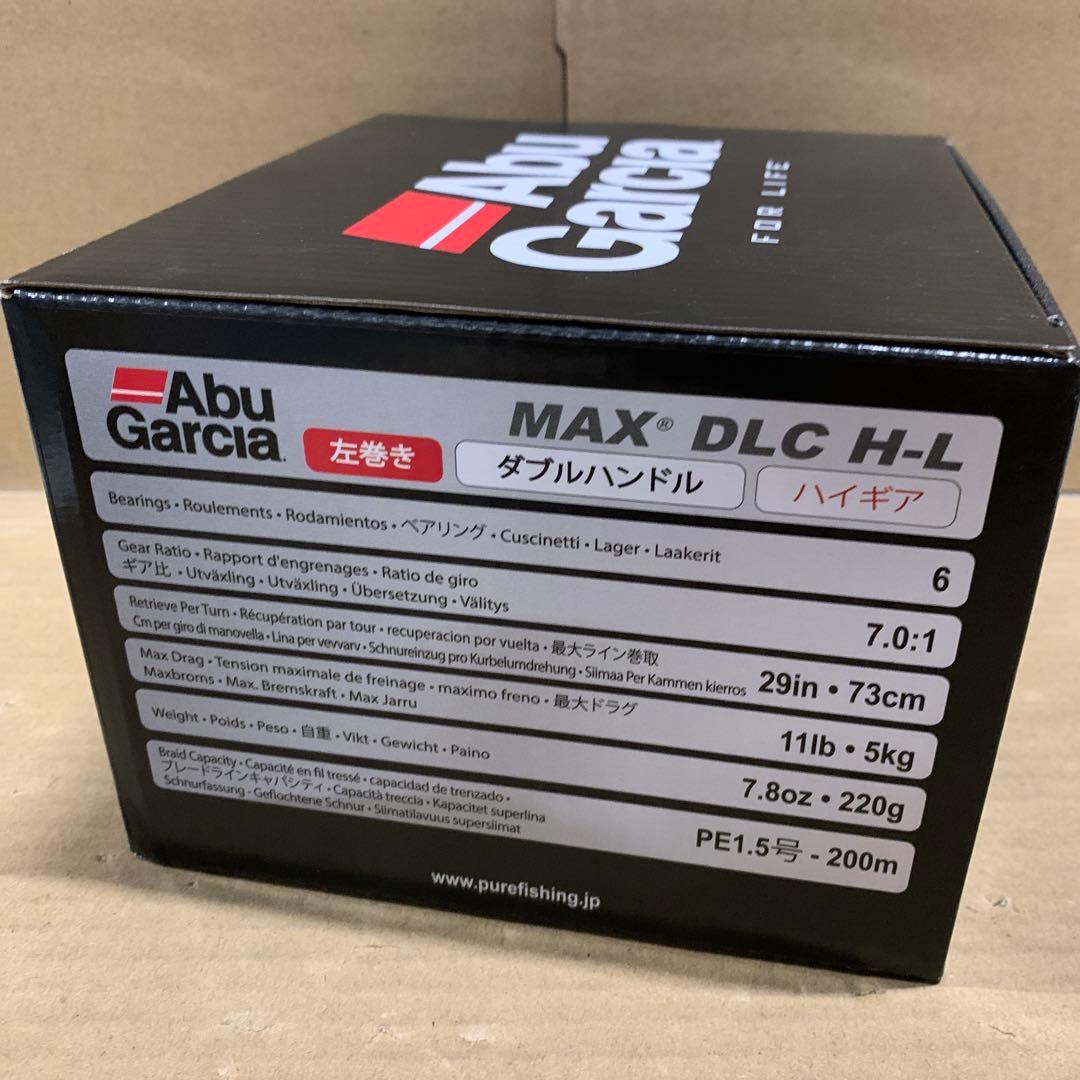 Abu
Garcia
FOR LIFE
Abu
Garcia
左巻き
MAX® DLC H-L
ダブルハンドル
ハイギア
Bearings • Roulements • Rodamientos • ベアリング • Cuscinetti • Lager • Laakerit
6
Gear Ratio • Rapport d'engrenages • Ratio de giro
ギア比 • Utväxling • Utväxling • Übersetzung • Välitys
7.0:1
Retrieve Per Turn • Récupération par tour • recuperacion por vuelta • 最大ライン巻取
Cm per giro di manovella • Lina per vevvarv • Schnureinzug pro Kurbelumdrehung • Siimaa Per Kammen kierros
29in • 73cm
Max Drag • Tension maximale de freinage • maximo freno • 最大ドラグ
Maxbroms • Max. Bremskraft • Max Jarru
11lb • 5kg
Weight • Poids • Peso • 自重 • Vikt • Gewicht • Paino
7.8oz • 220g
Braid Capacity • Capacité en fil tressé • capacidad de trenzado •
ブレードラインキャパシティ • Capacità treccia • Kapacitet superlina
Schnurfassung - Geflochtene Schnur • Siimatilavuus supersiimat
PE1.5号 - 200m
www.purefishing.jp